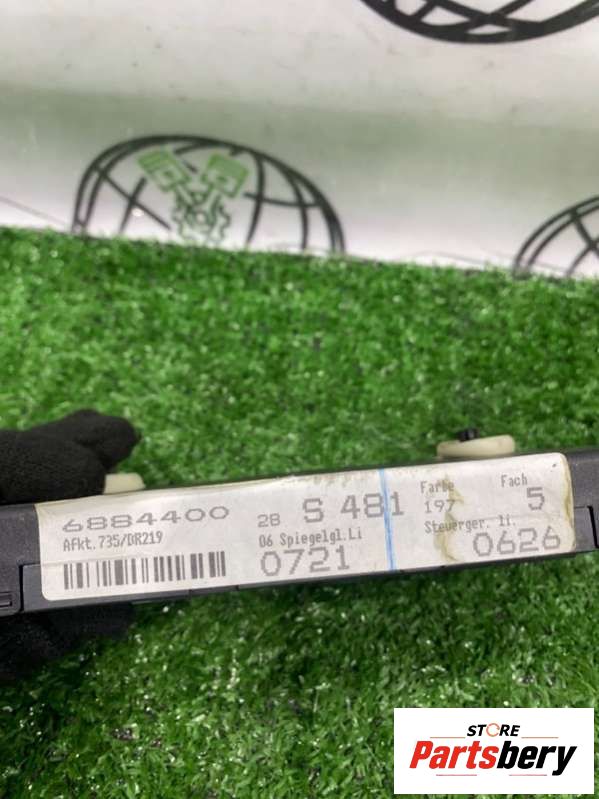 6884400
Afkt.735/DR219
28 S 481
06 Spiegelgl.Li
0721
Farbe
197
Fach
5
Steuerger. li.
0626
STORE
Partsbery